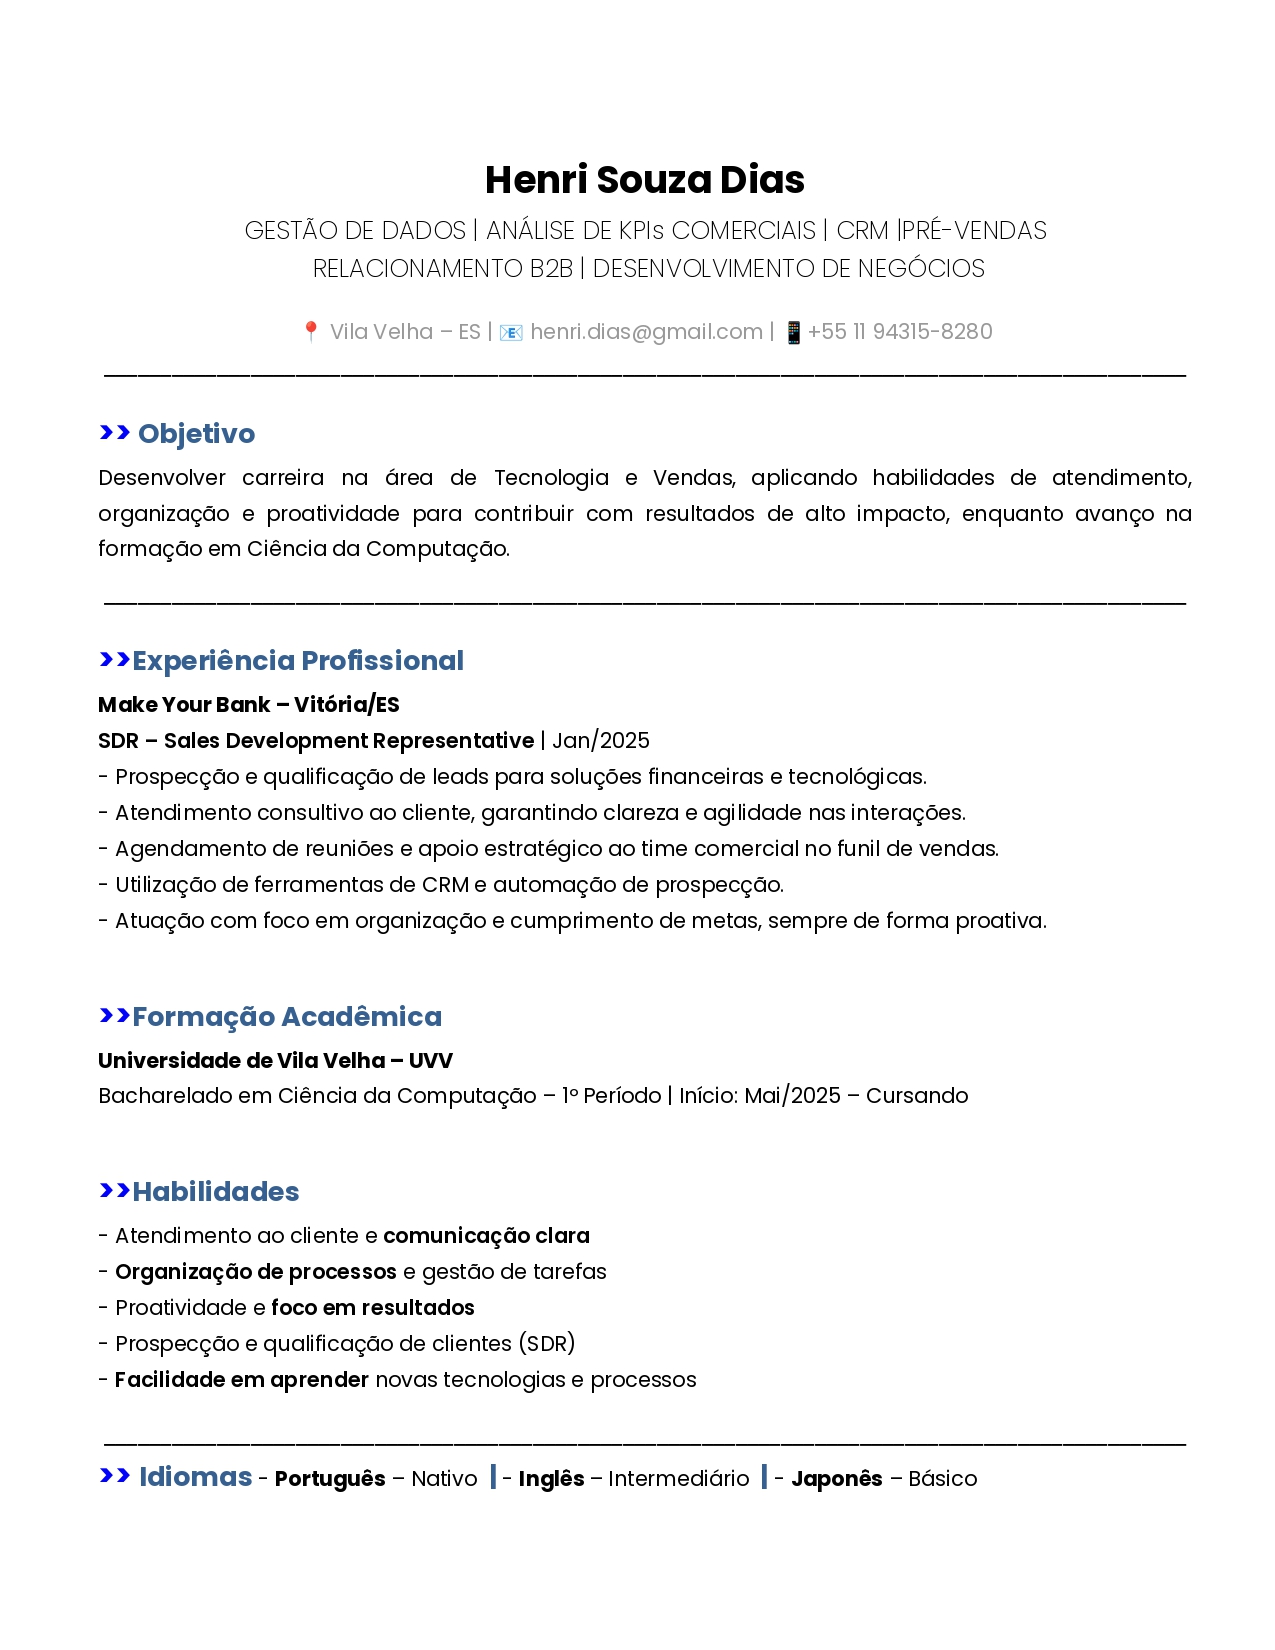 Henri Souza Dias
GESTÃO DE DADOS | ANÁLISE DE KPIs COMERCIAIS | CRM |PRÉ-VENDAS
RELACIONAMENTO B2B | DESENVOLVIMENTO DE NEGÓCIOS
📍 Vila Velha – ES | 📧 henri.dias@gmail.com | 📱+55 11 94315-8280
>> Objetivo
Desenvolver carreira na área de Tecnologia e Vendas, aplicando habilidades de atendimento,
organização e proatividade para contribuir com resultados de alto impacto, enquanto avanço na
formação em Ciência da Computação.
>>Experiência Profissional
Make Your Bank – Vitória/ES
SDR – Sales Development Representative | Jan/2025
- Prospecção e qualificação de leads para soluções financeiras e tecnológicas.
- Atendimento consultivo ao cliente, garantindo clareza e agilidade nas interações.
- Agendamento de reuniões e apoio estratégico ao time comercial no funil de vendas.
- Utilização de ferramentas de CRM e automação de prospecção.
- Atuação com foco em organização e cumprimento de metas, sempre de forma proativa.
>>Formação Acadêmica
Universidade de Vila Velha – UVV
Bacharelado em Ciência da Computação – 1º Período | Início: Mai/2025 – Cursando
>>Habilidades
- Atendimento ao cliente e comunicação clara
- Organização de processos e gestão de tarefas
- Proatividade e foco em resultados
- Prospecção e qualificação de clientes (SDR)
- Facilidade em aprender novas tecnologias e processos
>> Idiomas - Português – Nativo | - Inglês – Intermediário | - Japonês – Básico